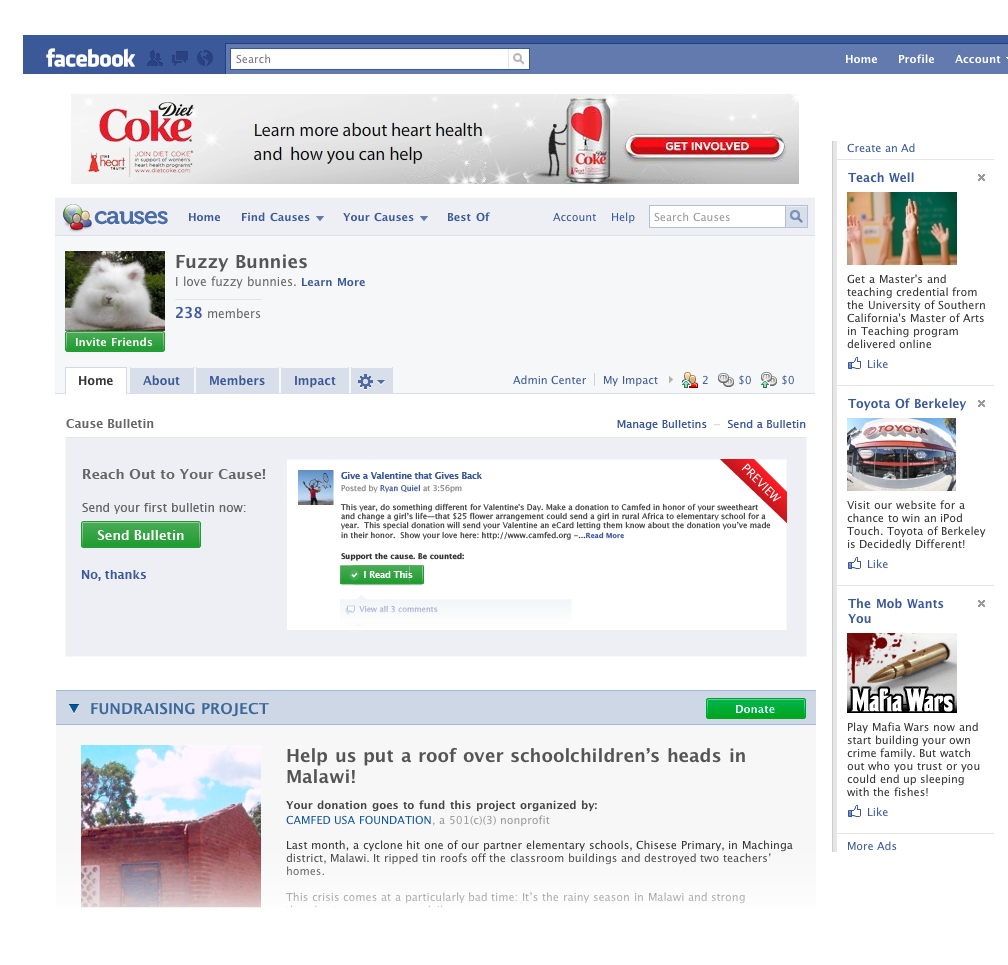 facebook
Search
Home Profile Account
Diet
Coke
THE heart TRUTH
JOIN DIET COKE®
in support of women's
heart health programs®
www.dietcoke.com
Learn more about heart health
and how you can help
Diet
Coke
GET INVOLVED
causes
Home Find Causes Your Causes Best Of
Account Help Search Causes
Fuzzy Bunnies
I love fuzzy bunnies. Learn More
238 members
Invite Friends
Home About Members Impact
Admin Center My Impact 2 $0 $0
Cause Bulletin
Manage Bulletins – Send a Bulletin
Reach Out to Your Cause!
Send your first bulletin now:
Send Bulletin
No, thanks
PREVIEW
Give a Valentine that Gives Back
Posted by Ryan Quiel at 3:56pm
This year, do something different for Valentine's Day. Make a donation to Camfed in honor of your sweetheart
and change a girl's life—that $25 flower arrangement could send a girl in rural Africa to elementary school for a
year. This special donation will send your Valentine an eCard letting them know about the donation you've made
in their honor. Show your love here: http://www.camfed.org –...Read More
Support the cause. Be counted:
I Read This
View all 3 comments
FUNDRAISING PROJECT
Donate
Help us put a roof over schoolchildren's heads in
Malawi!
Your donation goes to fund this project organized by:
CAMFED USA FOUNDATION, a 501(c)(3) nonprofit
Last month, a cyclone hit one of our partner elementary schools, Chisese Primary, in Machinga
district, Malawi. It ripped tin roofs off the classroom buildings and destroyed two teachers'
homes.
This crisis comes at a particularly bad time: It's the rainy season in Malawi and strong
Create an Ad
Teach Well
Get a Master's and
teaching credential from
the University of Southern
California's Master of Arts
in Teaching program
delivered online
Like
Toyota Of Berkeley
TOYOTA
Visit our website for a
chance to win an iPod
Touch. Toyota of Berkeley
is Decidedly Different!
Like
The Mob Wants
You
Mafia Wars
Play Mafia Wars now and
start building your own
crime family. But watch
out who you trust or you
could end up sleeping
with the fishes!
Like
More Ads